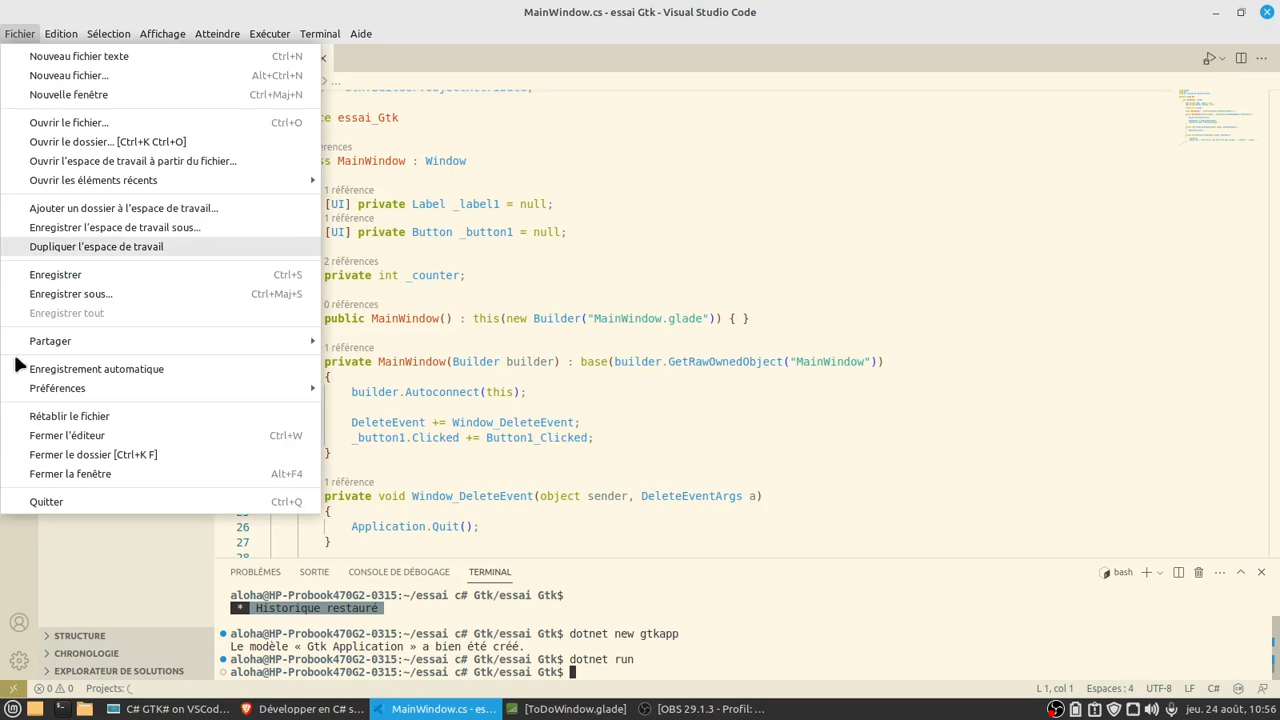 MainWindow.cs - essai Gtk - Visual Studio Code
Fichier Edition Sélection Affichage Atteindre Exécuter Terminal Aide
Nouveau fichier texte Ctrl+N
Nouveau fichier... Alt+Ctrl+N
Nouvelle fenêtre Ctrl+Maj+N
Ouvrir le fichier... Ctrl+O
Ouvrir le dossier... [Ctrl+K Ctrl+O]
Ouvrir l'espace de travail à partir du fichier...
Ouvrir les éléments récents
Ajouter un dossier à l'espace de travail...
Enregistrer l'espace de travail sous...
Dupliquer l'espace de travail
Enregistrer Ctrl+S
Enregistrer sous... Ctrl+Maj+S
Enregistrer tout
Partager
Enregistrement automatique
Préférences
Rétablir le fichier
Fermer l'éditeur Ctrl+W
Fermer le dossier [Ctrl+K F]
Fermer la fenêtre Alt+F4
Quitter Ctrl+Q
...
ce essai_Gtk
férences
ss MainWindow : Window
1 référence
[UI] private Label _label1 = null;
1 référence
[UI] private Button _button1 = null;
2 références
private int _counter;
0 références
public MainWindow() : this(new Builder("MainWindow.glade")) { }
1 référence
private MainWindow(Builder builder) : base(builder.GetRawOwnedObject("MainWindow"))
{
builder.Autoconnect(this);
DeleteEvent += Window_DeleteEvent;
_button1.Clicked += Button1_Clicked;
}
1 référence
private void Window_DeleteEvent(object sender, DeleteEventArgs a)
{
26 Application.Quit();
27 }
28
PROBLÈMES SORTIE CONSOLE DE DÉBOGAGE TERMINAL bash
aloha@HP-Probook470G2-0315:~/essai c# Gtk/essai Gtk$
* Historique restauré
aloha@HP-Probook470G2-0315:~/essai c# Gtk/essai Gtk$ dotnet new gtkapp
Le modèle « Gtk Application » a bien été créé.
aloha@HP-Probook470G2-0315:~/essai c# Gtk/essai Gtk$ dotnet run
aloha@HP-Probook470G2-0315:~/essai c# Gtk/essai Gtk$
STRUCTURE
CHRONOLOGIE
EXPLORATEUR DE SOLUTIONS
0 0 Projects: L 1, col 1 Espaces : 4 UTF-8 LF C#
C# GTK# on VSCod... Développer en C# s... MainWindow.cs - es... [ToDoWindow.glade] [OBS 29.1.3 - Profil: ... jeu. 24 août, 10:56